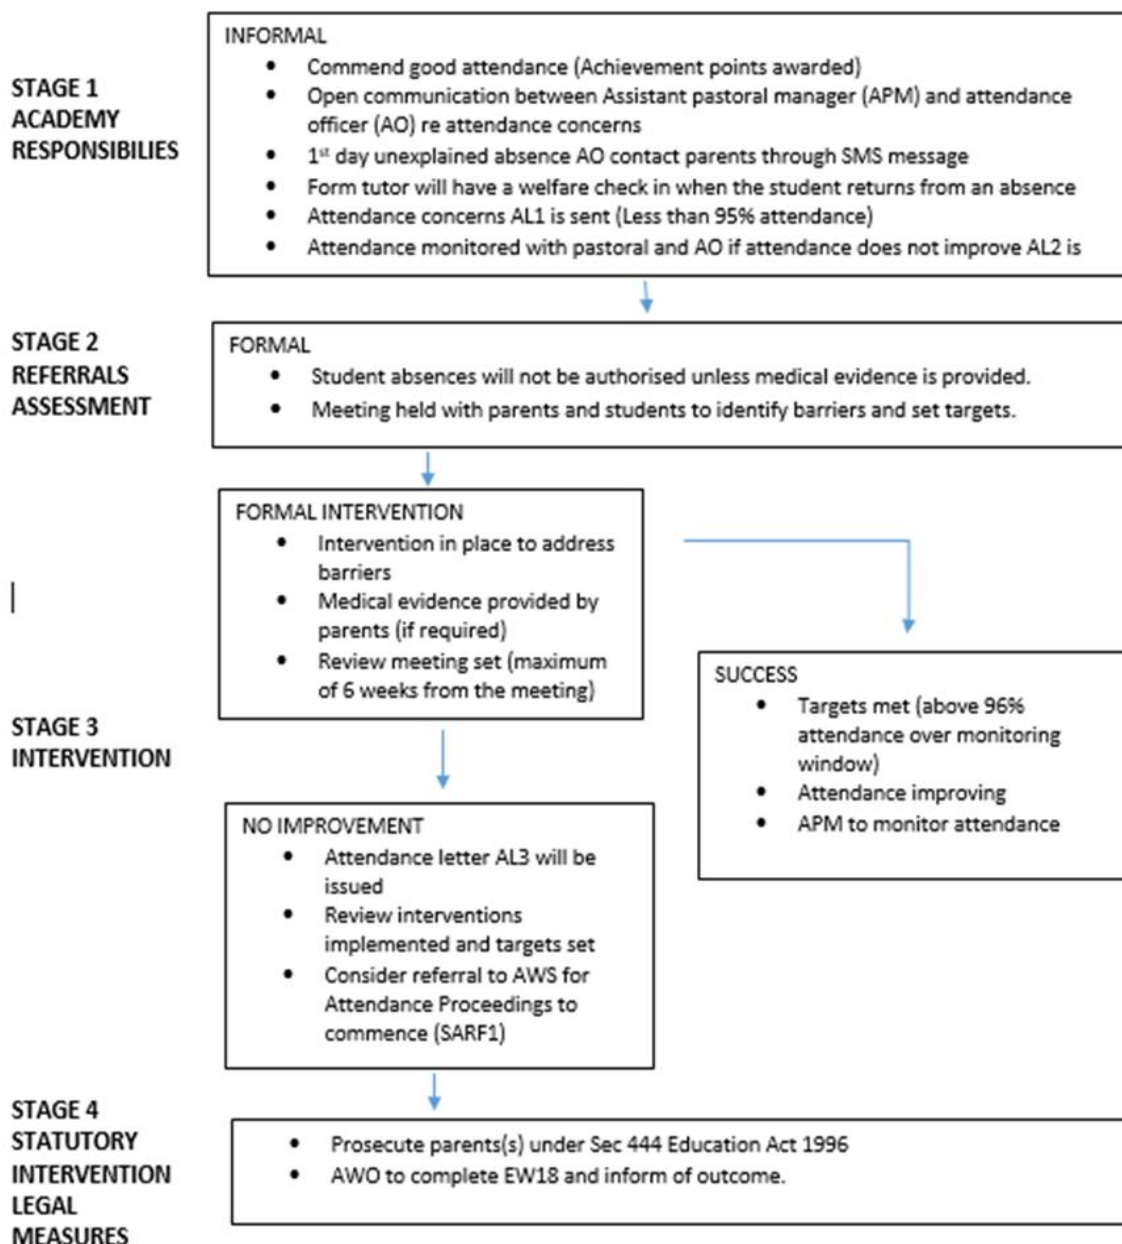 STAGE 1
ACADEMY
RESPONSIBILIES
INFORMAL
• Commend good attendance (Achievement points awarded)
• Open communication between Assistant pastoral manager (APM) and attendance
officer (AO) re attendance concerns
• 1st day unexplained absence AO contact parents through SMS message
• Form tutor will have a welfare check in when the student returns from an absence
• Attendance concerns AL1 is sent (Less than 95% attendance)
• Attendance monitored with pastoral and AO if attendance does not improve AL2 is
STAGE 2
REFERRALS
ASSESSMENT
FORMAL
• Student absences will not be authorised unless medical evidence is provided.
• Meeting held with parents and students to identify barriers and set targets.
STAGE 3
INTERVENTION
FORMAL INTERVENTION
• Intervention in place to address
barriers
• Medical evidence provided by
parents (if required)
• Review meeting set (maximum
of 6 weeks from the meeting)
SUCCESS
• Targets met (above 96%
attendance over monitoring
window)
• Attendance improving
• APM to monitor attendance
NO IMPROVEMENT
• Attendance letter AL3 will be
issued
• Review interventions
implemented and targets set
• Consider referral to AWS for
Attendance Proceedings to
commence (SARF1)
STAGE 4
STATUTORY
INTERVENTION
LEGAL
MEASURES
• Prosecute parents(s) under Sec 444 Education Act 1996
• AWO to complete EW18 and inform of outcome.